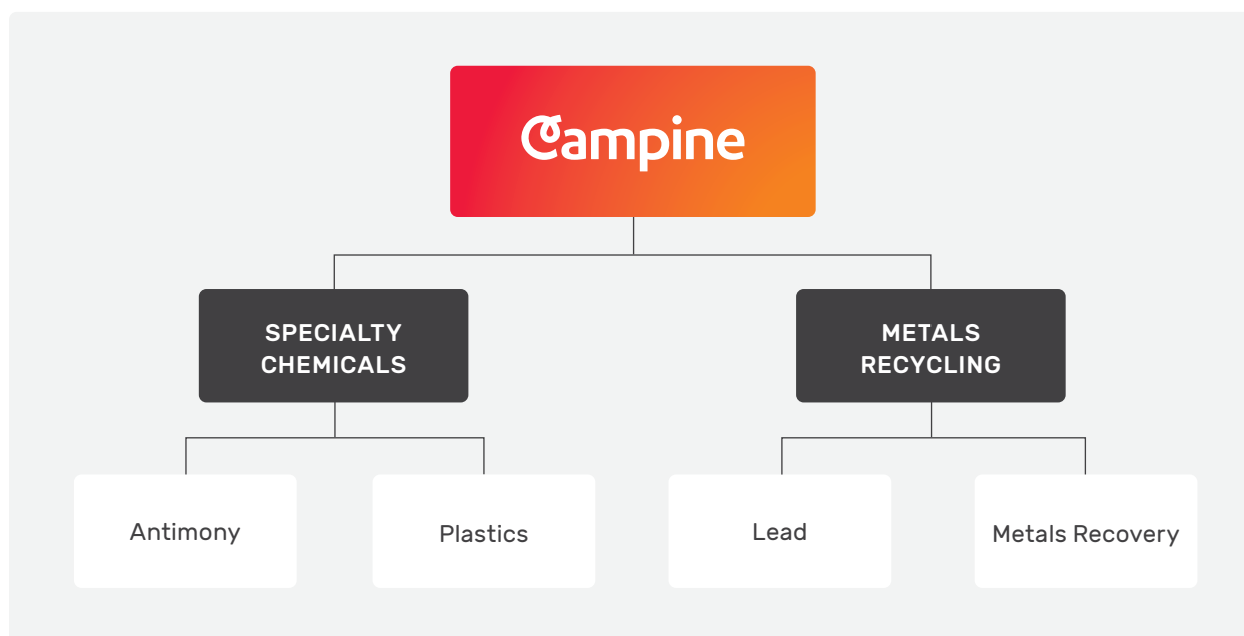 Campine
SPECIALTY
CHEMICALS
METALS
RECYCLING
Antimony
Plastics
Lead
Metals Recovery